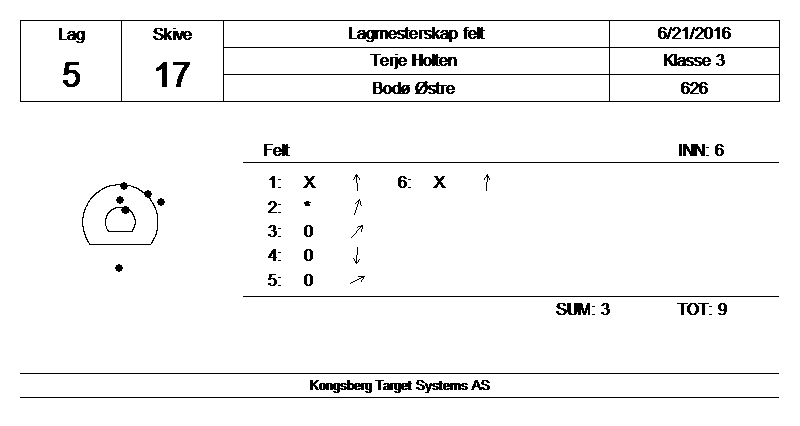 Lag Skive Lagmesterskap felt 6/21/2016
5 17 Terje Holten Klasse 3
Bodø Østre 626
Felt INN: 6
1: X ↑ 6: X ↑
2: * ↗
3: 0 ↗
4: 0 ↓
5: 0 ↗
SUM: 3 TOT: 9
Kongsberg Target Systems AS